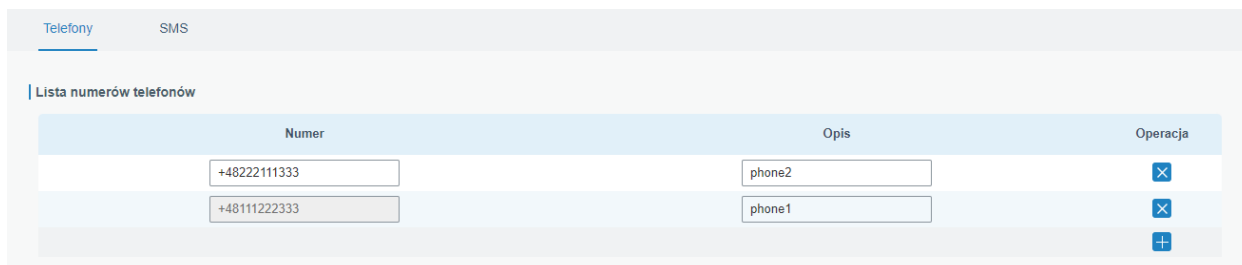 Telefony SMS
Lista numerów telefonów
Numer Opis Operacja
+48222111333 phone2
+48111222333 phone1